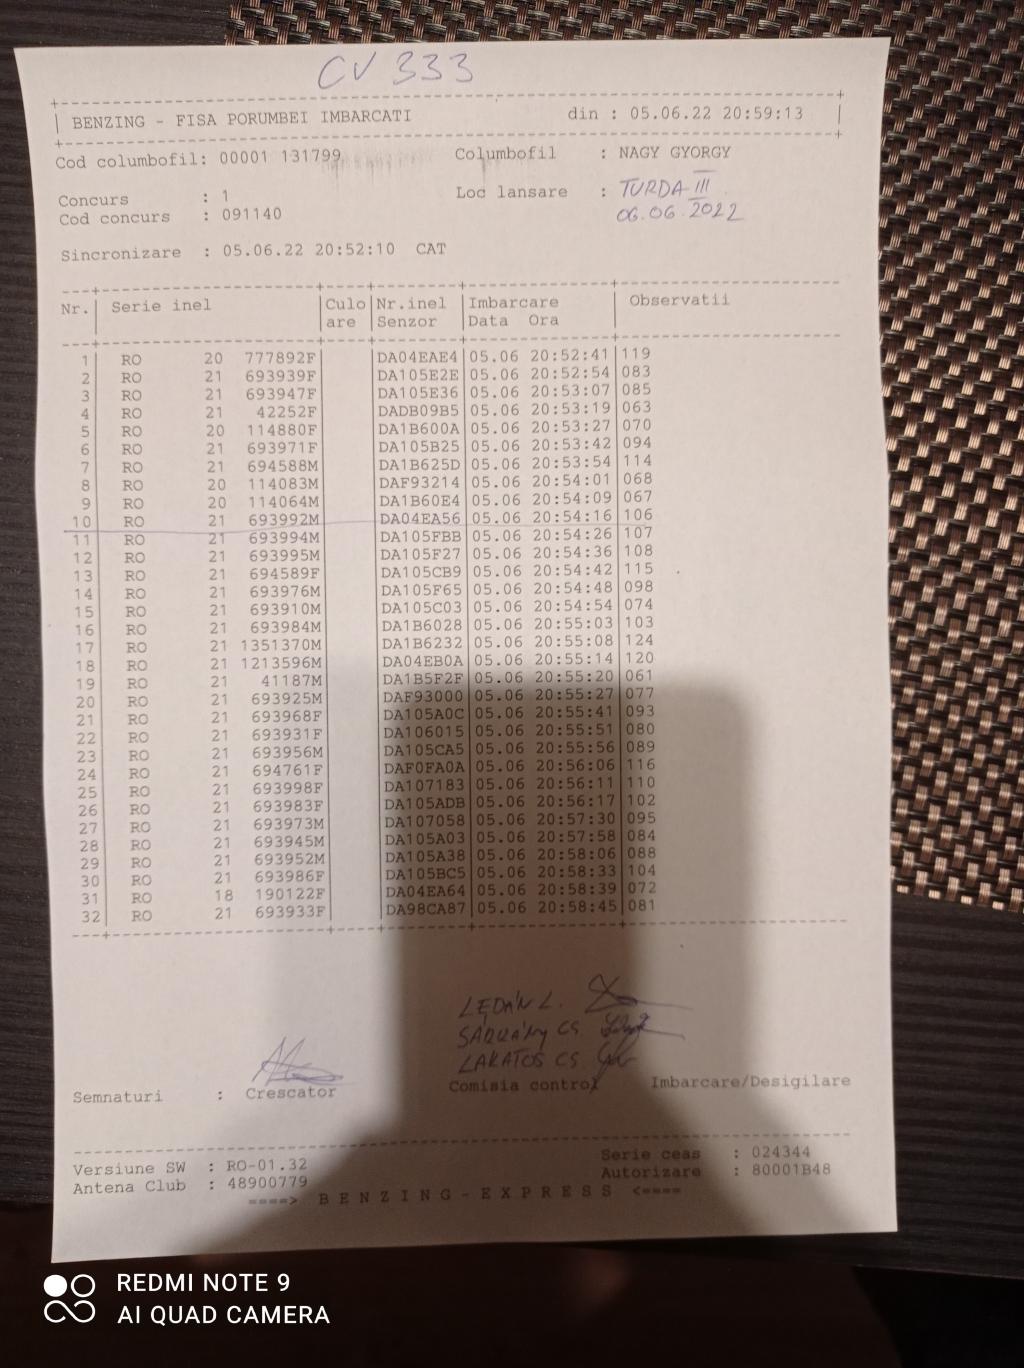 CV 333
BENZING - FISA PORUMBEI IMBARCATI din : 05.06.22 20:59:13
Cod columbofil: 00001 131799 Columbofil : NAGY GYORGY
Concurs : 1 Loc lansare : TURDA III
Cod concurs : 091140 06.06.2022
Sincronizare : 05.06.22 20:52:10 CAT
Nr. Serie inel Culo Nr.inel Imbarcare Observatii
are Senzor Data Ora
1 RO 20 777892F DA04EAE4 05.06 20:52:41 119
2 RO 21 693939F DA105E2E 05.06 20:52:54 083
3 RO 21 693947F DA105E36 05.06 20:53:07 085
4 RO 21 42252F DADB09B5 05.06 20:53:19 063
5 RO 20 114880F DA1B600A 05.06 20:53:27 070
6 RO 21 693971F DA105B25 05.06 20:53:42 094
7 RO 21 694588M DA1B625D 05.06 20:53:54 114
8 RO 20 114083M DAF93214 05.06 20:54:01 068
9 RO 20 114064M DA1B60E4 05.06 20:54:09 067
10 RO 21 693992M DA04EA56 05.06 20:54:16 106
11 RO 21 693994M DA105FBB 05.06 20:54:26 107
12 RO 21 693995M DA105F27 05.06 20:54:36 108
13 RO 21 694589F DA105CB9 05.06 20:54:42 115
14 RO 21 693976M DA105F65 05.06 20:54:48 098
15 RO 21 693910M DA105C03 05.06 20:54:54 074
16 RO 21 693984M DA1B6028 05.06 20:55:03 103
17 RO 21 1351370M DA1B6232 05.06 20:55:08 124
18 RO 21 1213596M DA04EB0A 05.06 20:55:14 120
19 RO 21 41187M DA1B5F2F 05.06 20:55:20 061
20 RO 21 693925M DAF93000 05.06 20:55:27 077
21 RO 21 693968F DA105A0C 05.06 20:55:41 093
22 RO 21 693931F DA106015 05.06 20:55:51 080
23 RO 21 693956M DA105CA5 05.06 20:55:56 089
24 RO 21 694761F DAF0FA0A 05.06 20:56:06 116
25 RO 21 693998F DA107183 05.06 20:56:11 110
26 RO 21 693983F DA105ADB 05.06 20:56:17 102
27 RO 21 693973M DA107058 05.06 20:57:30 095
28 RO 21 693945M DA105A03 05.06 20:57:58 084
29 RO 21 693952M DA105A38 05.06 20:58:06 088
30 RO 21 693986F DA105BC5 05.06 20:58:33 104
31 RO 18 190122F DA04EA64 05.06 20:58:39 072
32 RO 21 693933F DA98CA87 05.06 20:58:45 081
LEDÁN L.
SÁRKÁNY CS.
LAKATOS CS.
Semnaturi : Crescator Comisia control Imbarcare/Desigilare
Versiune SW : RO-01.32 Serie ceas : 024344
Antena Club : 48900779 Autorizare : 80001B48
====> B E N Z I N G - E X P R E S S <====
REDMI NOTE 9
AI QUAD CAMERA